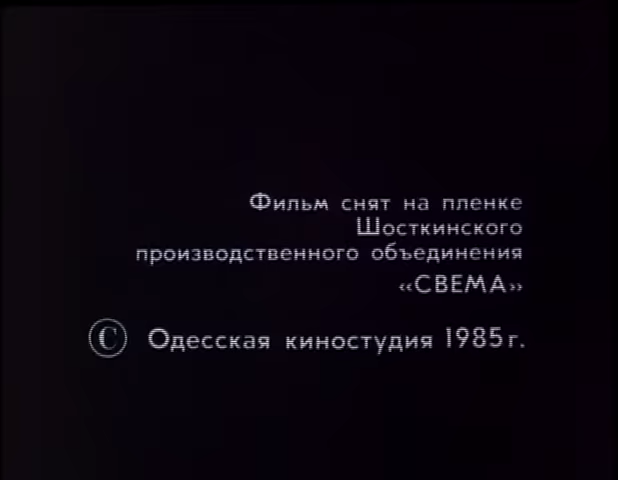 Фильм снят на пленке
Шосткинского
производственного объединения
«СВЕМА»
© Одесская киностудия 1985 г.